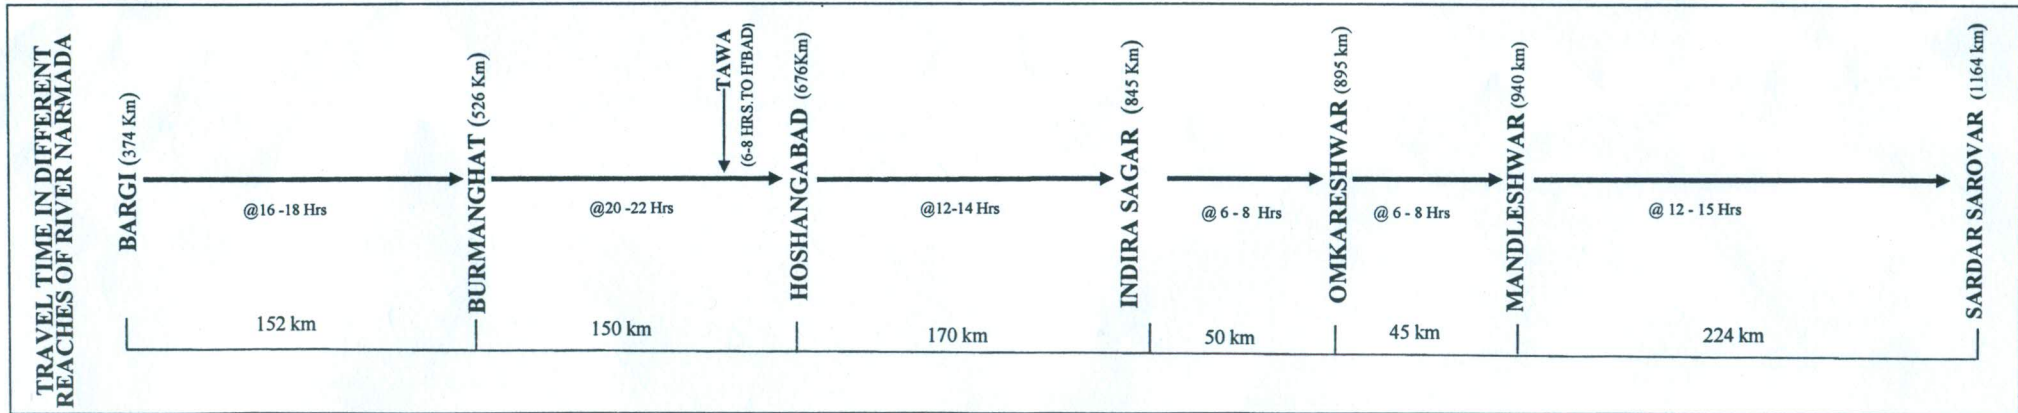 TRAVEL TIME IN DIFFERENT
REACHES OF RIVER NARMADA
BARGI (374 Km)
@16 -18 Hrs
152 km
BURMANGHAT (526 Km)
@20 -22 Hrs
150 km
TAWA
(6-8 HRS.TO H'BAD)
HOSHANGABAD (676Km)
@12-14 Hrs
170 km
INDIRA SAGAR (845 Km)
@ 6 - 8 Hrs
50 km
OMKARESHWAR (895 km)
@ 6 - 8 Hrs
45 km
MANDLESHWAR (940 km)
@ 12 - 15 Hrs
224 km
SARDAR SAROVAR (1164 km)